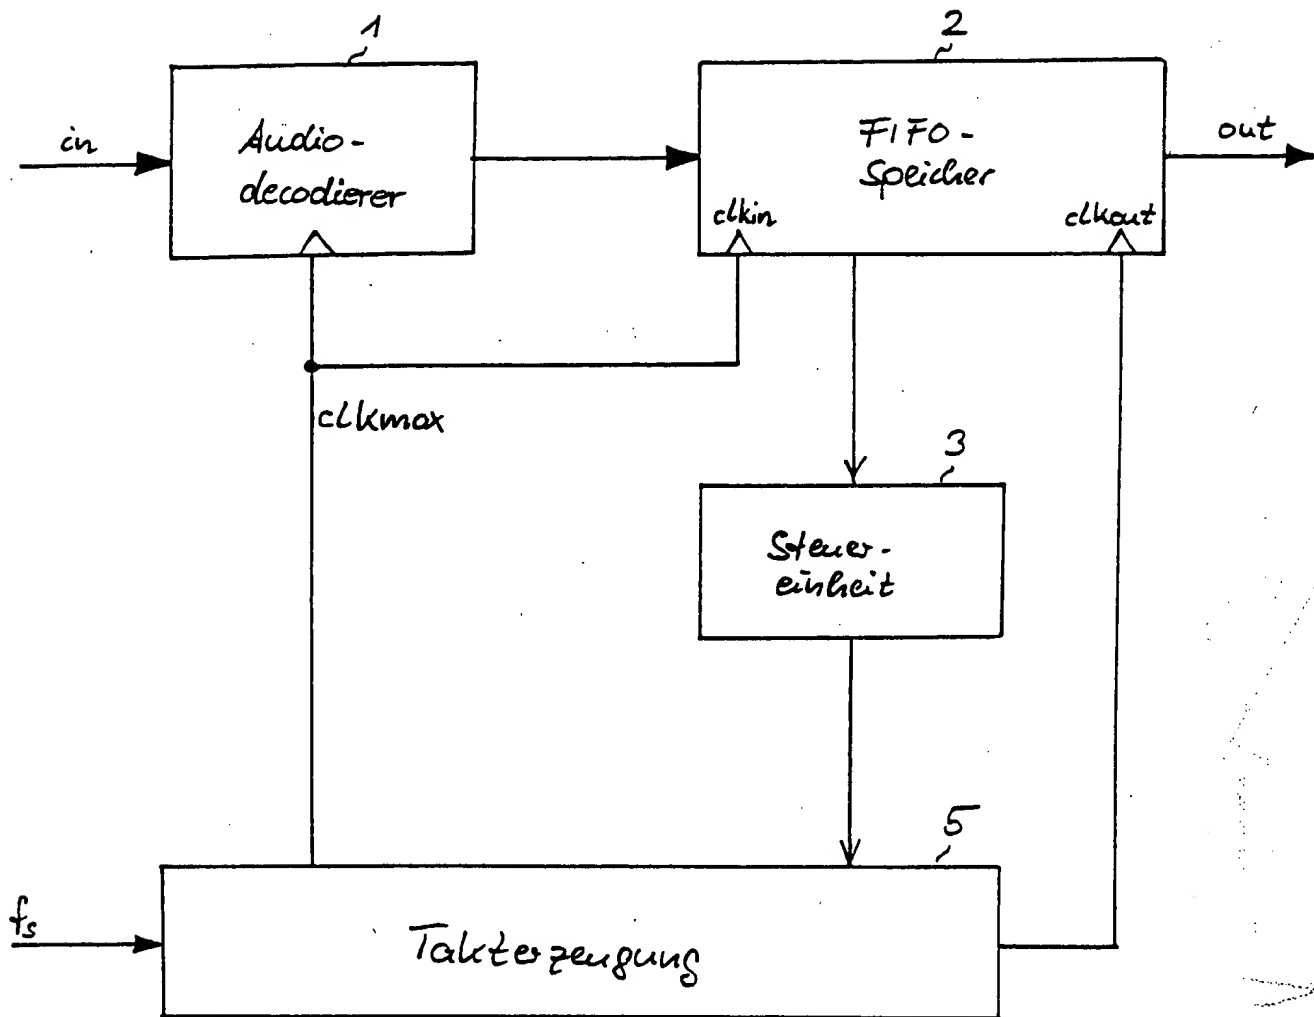 1
2
in
Audio-
decodierer
FIFO-
Speicher
out
clkin
clkout
clkmax
3
Steuer-
einheit
5
fs
Takterzeugung